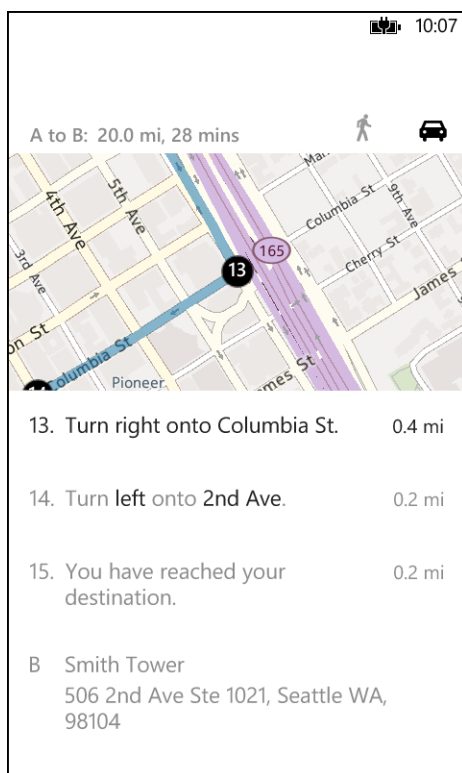 10:07
A to B: 20.0 mi, 28 mins
4th Ave
5th Ave
3rd Ave
Columbia St
9th Ave
165
Cherry St
James
13
on St
Columbia St
Pioneer
ames St
13. Turn right onto Columbia St. 0.4 mi
14. Turn left onto 2nd Ave. 0.2 mi
15. You have reached your 0.2 mi
destination.
B Smith Tower
506 2nd Ave Ste 1021, Seattle WA,
98104